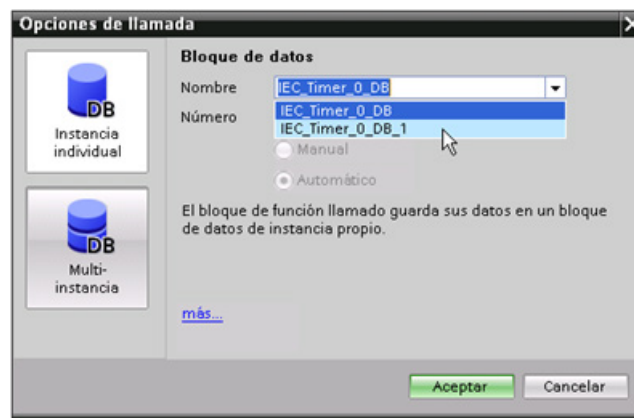 Opciones de llamada
DB
Instancia
individual
DB
Multi-
instancia
Bloque de datos
Nombre
IEC_Timer_0_DB
IEC_Timer_0_DB
IEC_Timer_0_DB_1
Número
Manual
Automático
El bloque de función llamado guarda sus datos en un bloque
de datos de instancia propio.
más...
Aceptar
Cancelar